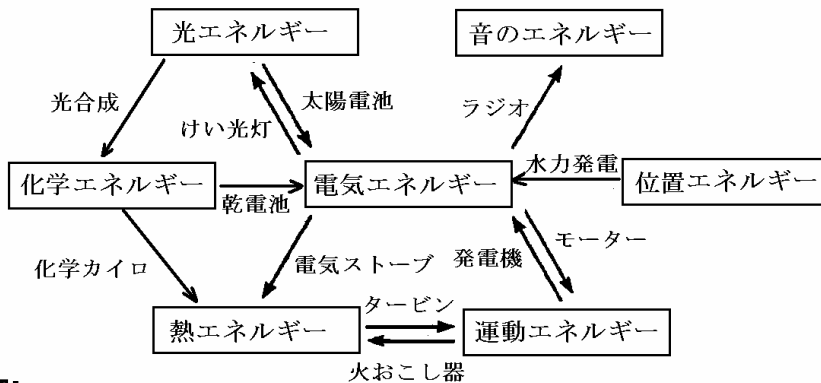 光エネルギー
音のエネルギー
光合成
太陽電池
けい光灯
ラジオ
化学エネルギー
乾電池
電気エネルギー
水力発電
位置エネルギー
化学カイロ
電気ストーブ
発電機
モーター
熱エネルギー
タービン
火おこし器
運動エネルギー